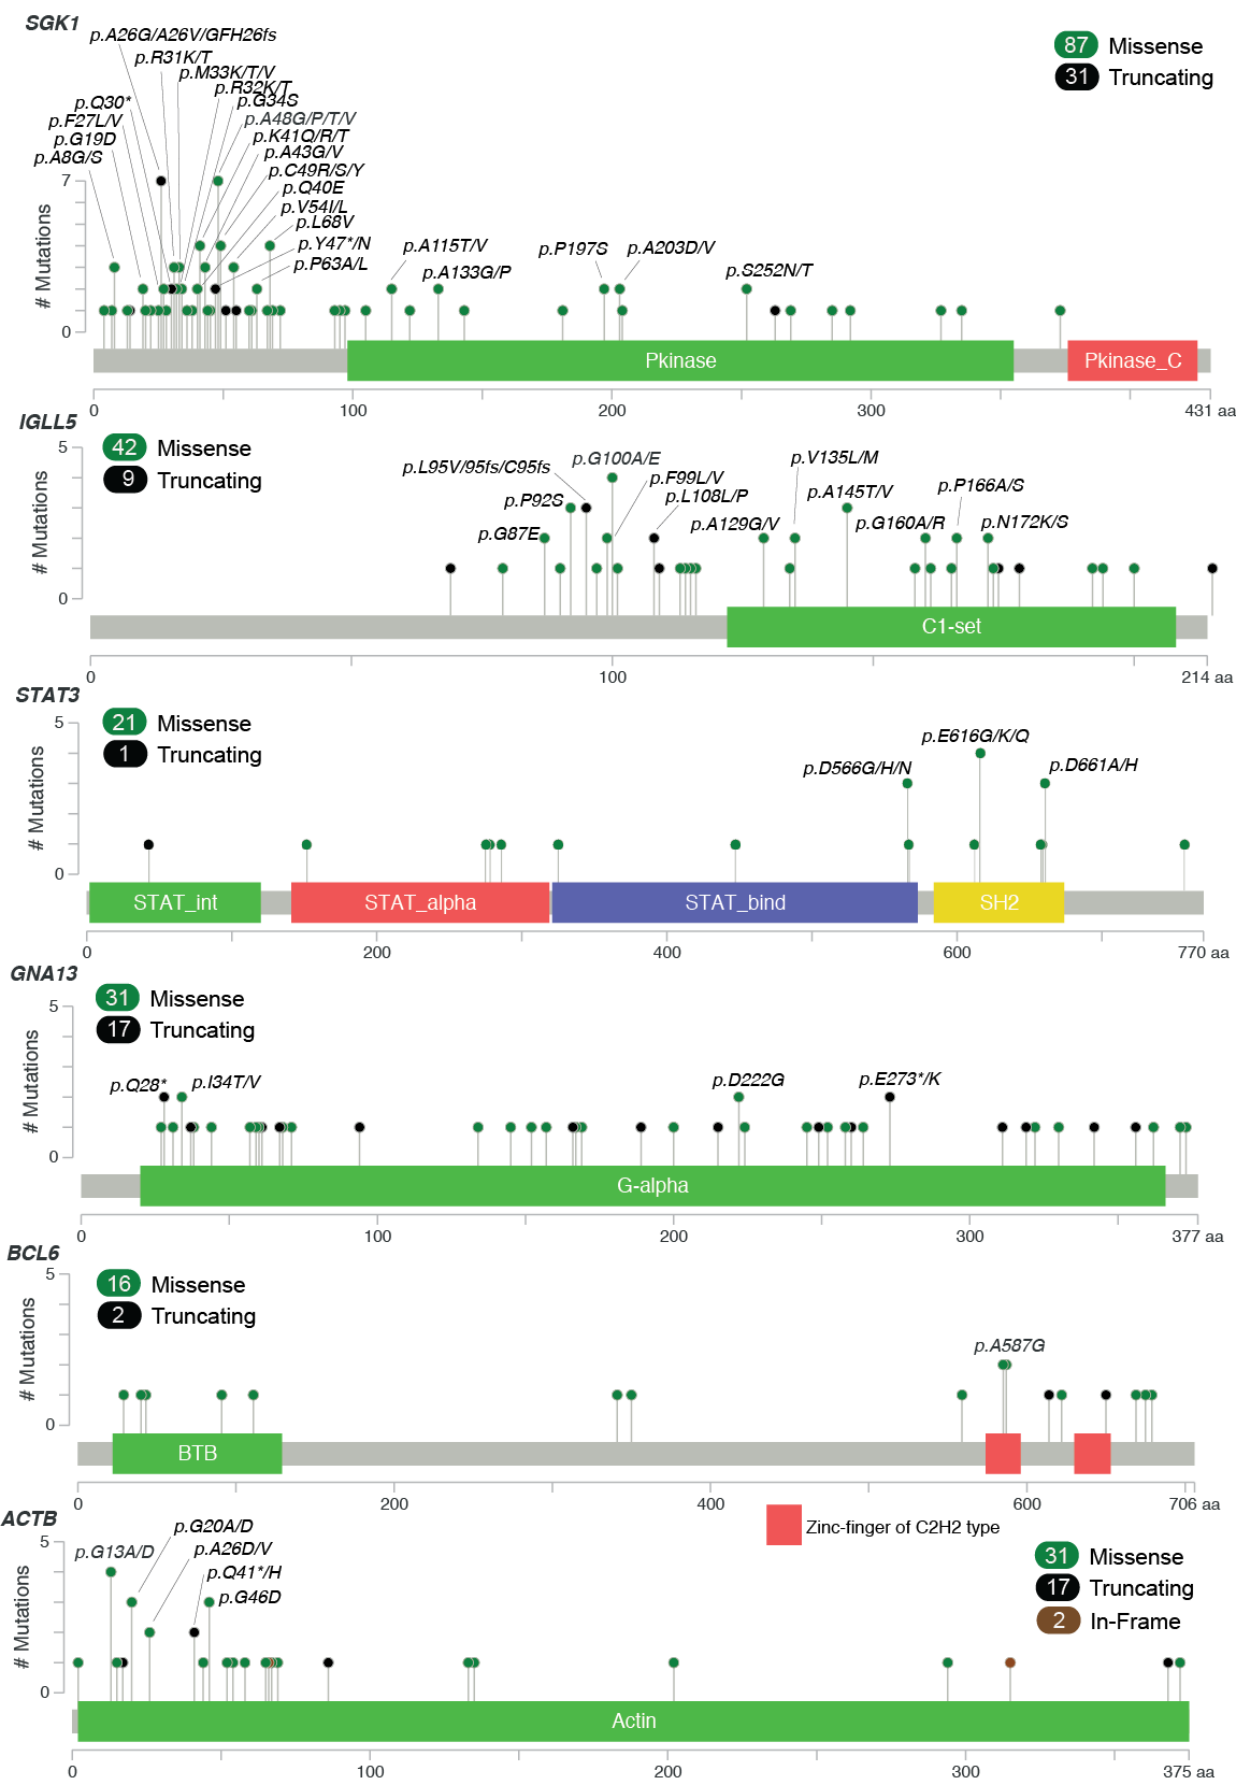 SGK1
p.A26G/A26V/GFH26fs
p.R31K/T
p.M33K/T/V
p.R32K/T
p.Q30*
p.G34S
p.F27L/V
p.A48G/P/T/V
p.G19D
p.K41Q/R/T
p.A8G/S
p.A43G/V
p.C49R/S/Y
p.Q40E
p.V54I/L
p.L68V
p.Y47*/N
p.P63A/L
p.A115T/V
p.A133G/P
p.P197S
p.A203D/V
p.S252N/T
87 Missense
31 Truncating
7
# Mutations
0
Pkinase
Pkinase_C
0 100 200 300 431 aa
IGLL5
42 Missense
9 Truncating
5
# Mutations
0
p.L95V/95fs/C95fs
p.G100A/E
p.V135L/M
p.F99L/V
p.P92S
p.L108L/P
p.A145T/V
p.P166A/S
p.G87E
p.A129G/V
p.G160A/R
p.N172K/S
C1-set
0 100 214 aa
STAT3
21 Missense
1 Truncating
5
# Mutations
0
p.E616G/K/Q
p.D566G/H/N
p.D661A/H
STAT_int
STAT_alpha
STAT_bind
SH2
0 200 400 600 770 aa
GNA13
31 Missense
17 Truncating
5
# Mutations
0
p.Q28*
p.I34T/V
p.D222G
p.E273*/K
G-alpha
0 100 200 300 377 aa
BCL6
16 Missense
2 Truncating
5
# Mutations
0
p.A587G
BTB
0 200 400 600 706 aa
Zinc-finger of C2H2 type
ACTB
5
# Mutations
0
p.G20A/D
p.G13A/D
p.A26D/V
p.Q41*/H
p.G46D
31 Missense
17 Truncating
2 In-Frame
Actin
0 100 200 300 375 aa